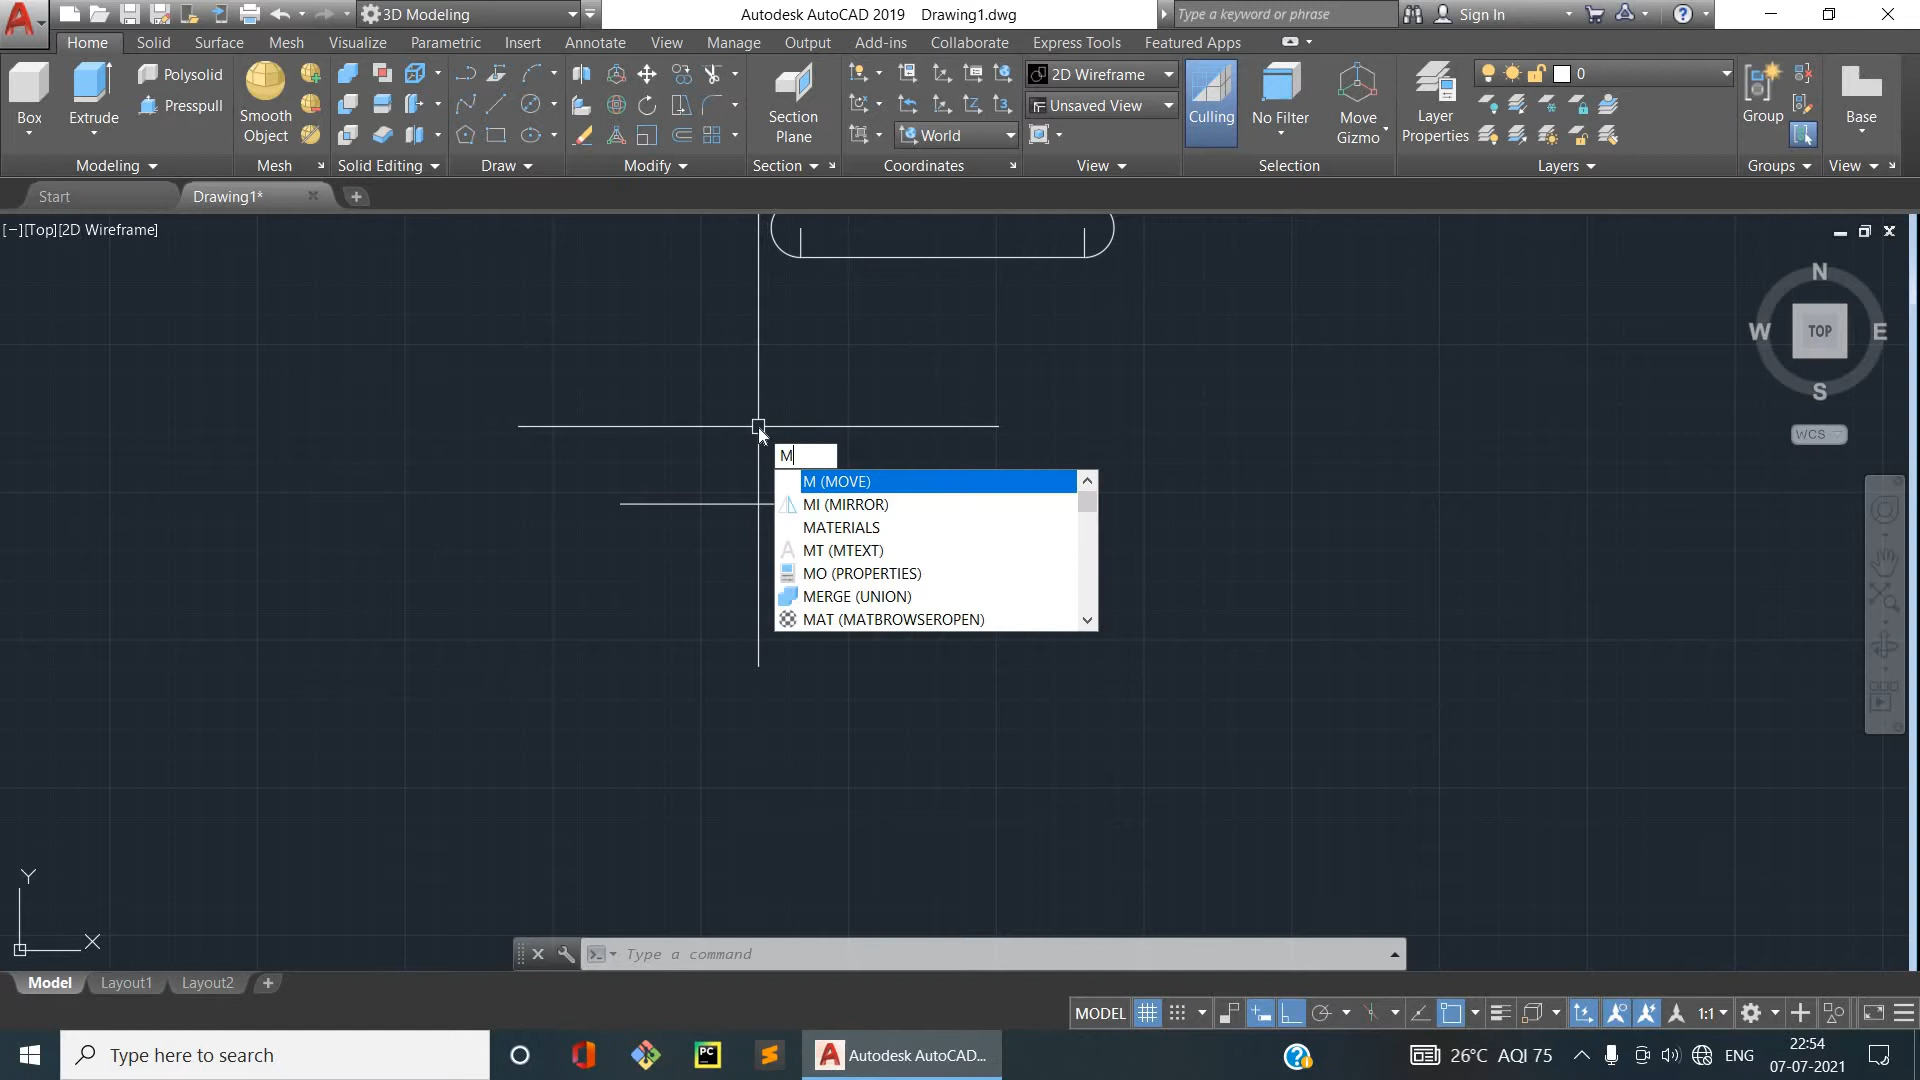 3D Modeling
Autodesk AutoCAD 2019 Drawing1.dwg
Type a keyword or phrase
Sign In
Home Solid Surface Mesh Visualize Parametric Insert Annotate View Manage Output Add-ins Collaborate Express Tools Featured Apps
Box
Extrude
Polysolid
Presspull
Smooth
Object
Section
Plane
World
2D Wireframe
Unsaved View
Culling
No Filter
Move
Gizmo
Layer
Properties
0
Group
Base
Modeling Mesh Solid Editing Draw Modify Section Coordinates View Selection Layers Groups View
Start Drawing1*
[−][Top][2D Wireframe]
N
W TOP E
S
WCS
M
M (MOVE)
MI (MIRROR)
MATERIALS
MT (MTEXT)
MO (PROPERTIES)
MERGE (UNION)
MAT (MATBROWSEROPEN)
Y
X
Type a command
Model Layout1 Layout2
MODEL 1:1
Type here to search
PC
Autodesk AutoCAD...
26°C AQI 75
ENG
22:54
07-07-2021